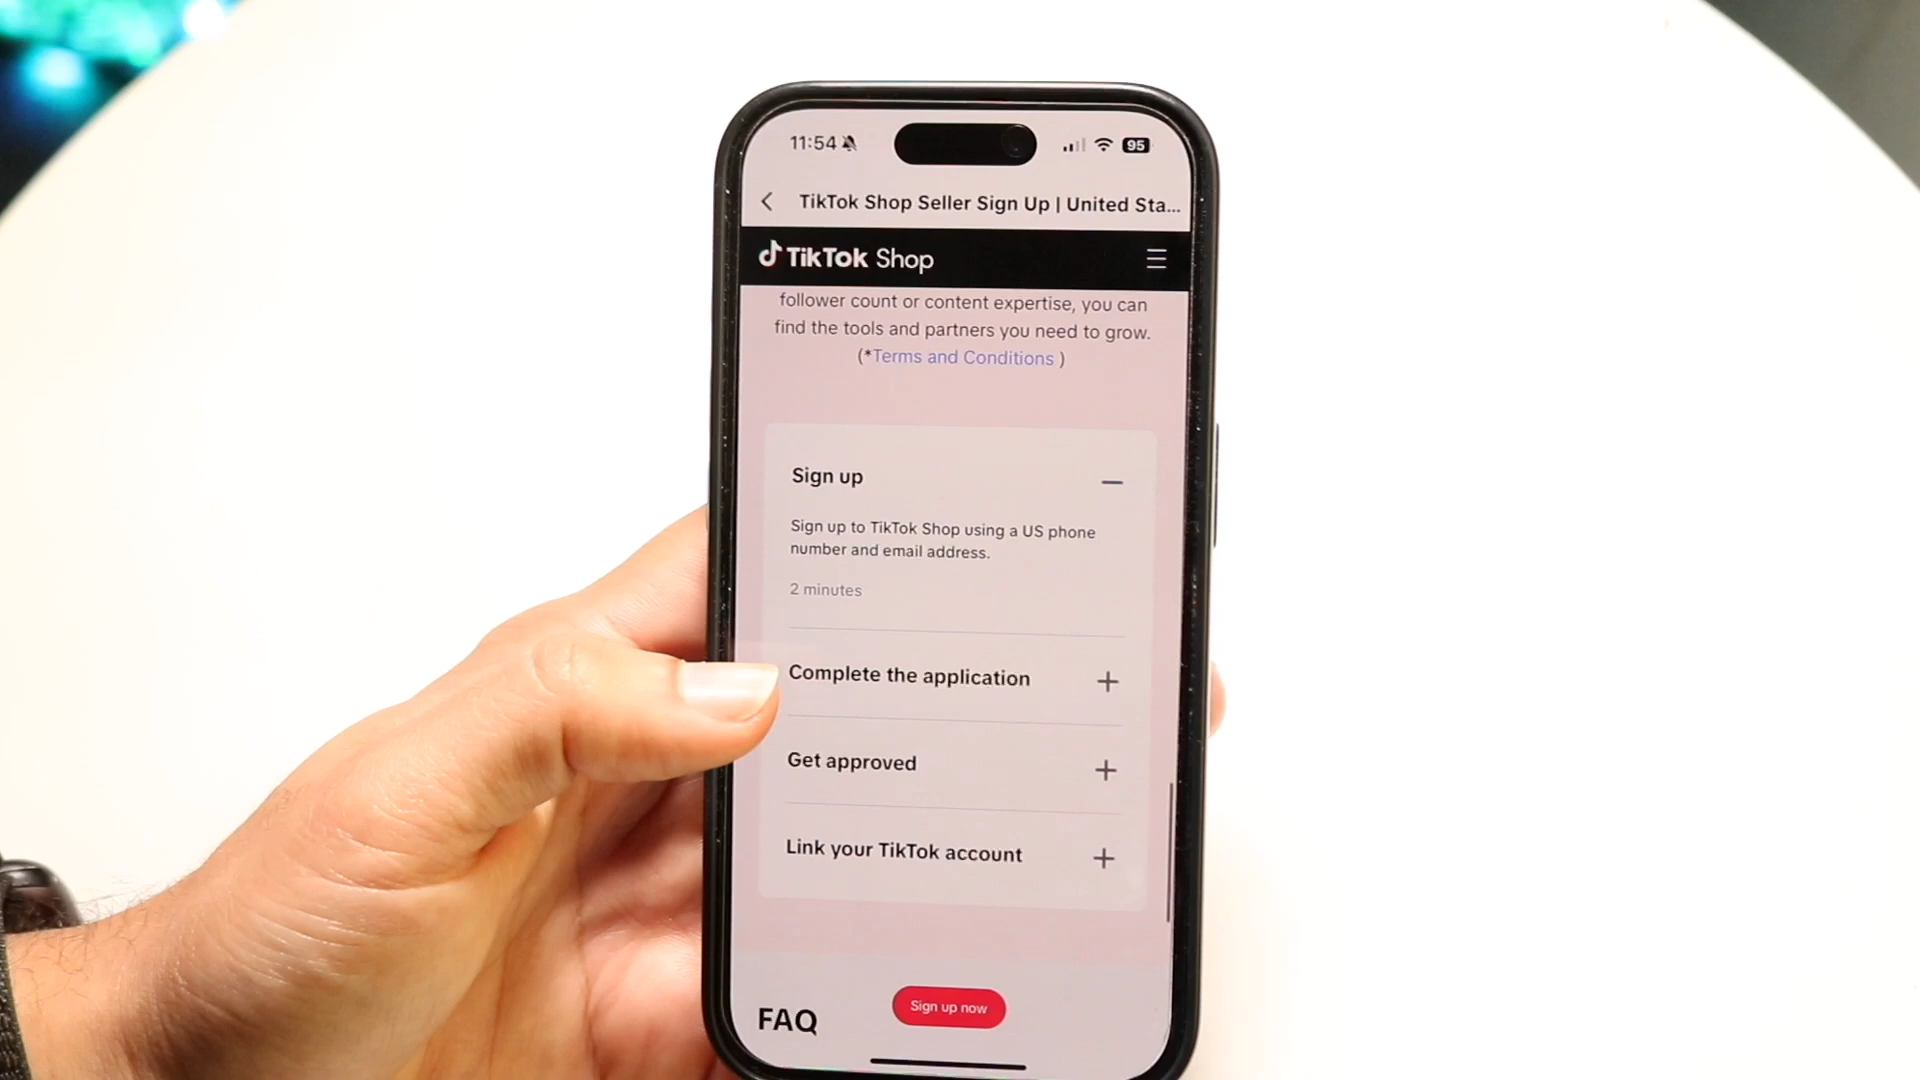 11:54
95
TikTok Shop Seller Sign Up | United Sta...
TikTok Shop
follower count or content expertise, you can
find the tools and partners you need to grow.
(*Terms and Conditions )
Sign up
Sign up to TikTok Shop using a US phone
number and email address.
2 minutes
Complete the application
Get approved
Link your TikTok account
Sign up now
FAQ